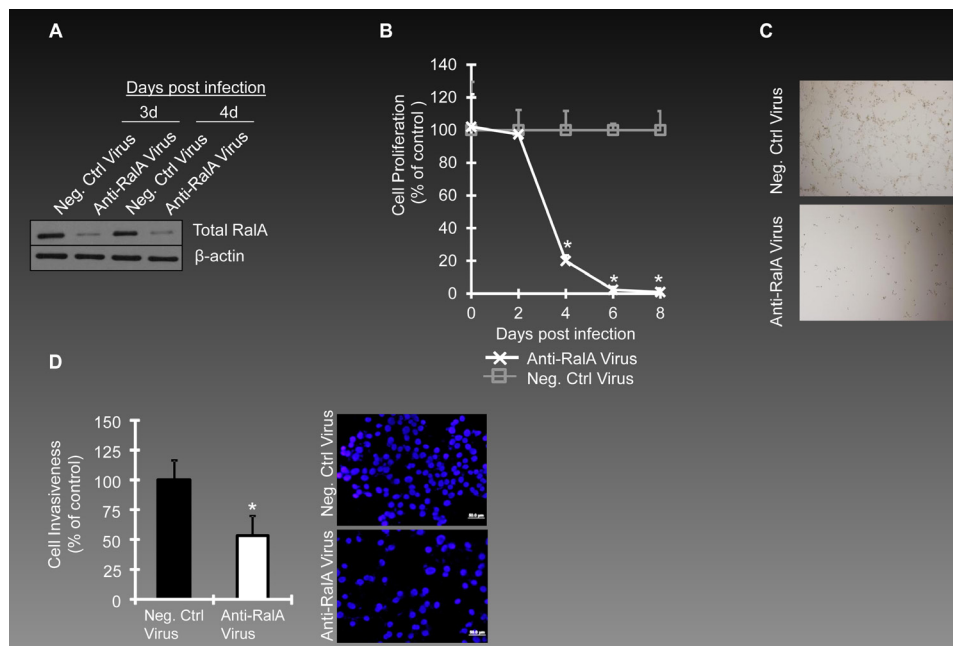 A
Days post infection
3d 4d
Neg. Ctrl Virus
Anti-RalA Virus
Neg. Ctrl Virus
Anti-RalA Virus
Total RalA
β-actin
B
Cell Proliferation
(% of control )
140
120
100
80
60
40
20
0
0 2 4 6 8
* * *
Days post infection
Anti-RalA Virus
Neg. Ctrl Virus
C
Neg. Ctrl Virus
Anti-RalA Virus
D
Cell Invasiveness
(% of control)
150
125
100
75
50
25
0
*
Neg. Ctrl
Virus
Anti-RalA
Virus
Neg. Ctrl Virus
Anti-RalA Virus